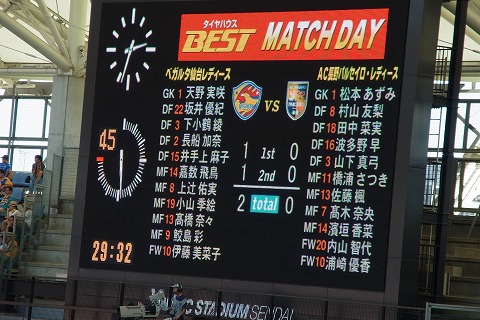 タイヤハウス
BEST MATCH DAY
ベガルタ仙台レディース
GK 1 天野 実咲
DF 22 坂井 優紀
DF 3 下小鶴 綾
DF 2 長船 加奈
DF 15 井手上 麻子
MF 14 嘉数 飛鳥
MF 8 上辻 佑実
MF 19 小山 季絵
MF 13 髙橋 奈々
MF 9 鮫島 彩
FW 10 伊藤 美菜子
VS
1 1st 0
1 2nd 0
2 total 0
AC長野パルセイロ・レディース
GK 1 松本 あずみ
DF 8 村山 友梨
DF 18 田中 菜実
DF 16 波多野 早
DF 3 山下 真弓
MF 11 橋浦 さつき
MF 13 佐藤 楓
MF 7 高木 奈央
MF 14 濱宿 香菜
FW 20 内山 智代
FW 10 浦崎 優香
45
29:32
STADIUM SENDAI